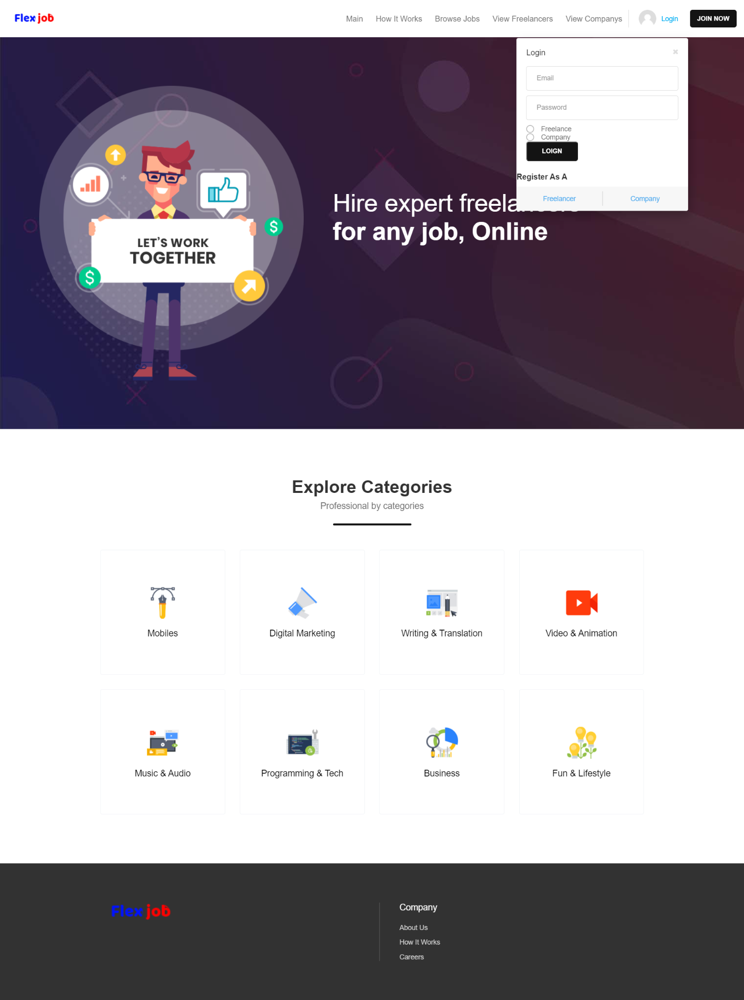 Flex job
Main How It Works Browse Jobs View Freelancers View Companys Login JOIN NOW
Login
Email
Password
Freelance
Company
LOIGN
Register As A
Freelancer Company
LET'S WORK
TOGETHER
Hire expert
for any job, Online
Explore Categories
Professional by categories
Mobiles Digital Marketing Writing & Translation Video & Animation
Music & Audio Programming & Tech Business Fun & Lifestyle
Flex job
Company
About Us
How It Works
Careers